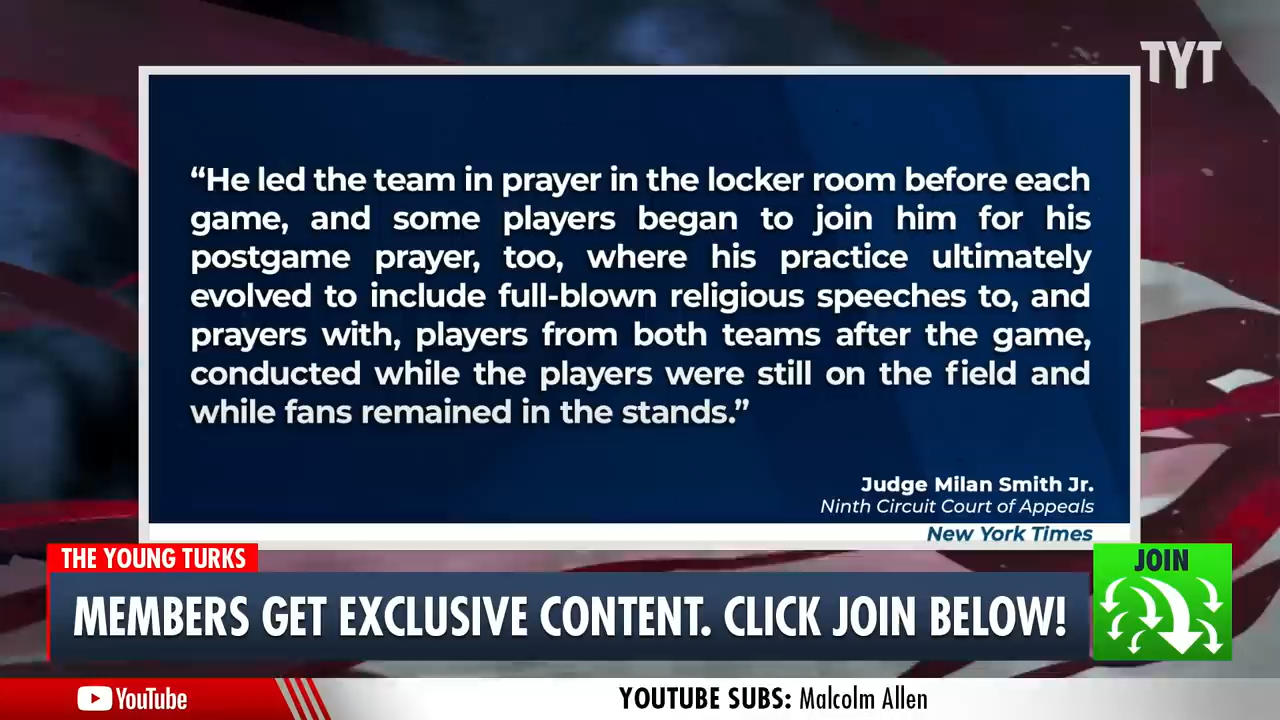 TYT
“He led the team in prayer in the locker room before each
game, and some players began to join him for his
postgame prayer, too, where his practice ultimately
evolved to include full-blown religious speeches to, and
prayers with, players from both teams after the game,
conducted while the players were still on the field and
while fans remained in the stands.”
Judge Milan Smith Jr.
Ninth Circuit Court of Appeals
New York Times
THE YOUNG TURKS
MEMBERS GET EXCLUSIVE CONTENT. CLICK JOIN BELOW!
JOIN
YouTube
YOUTUBE SUBS: Malcolm Allen